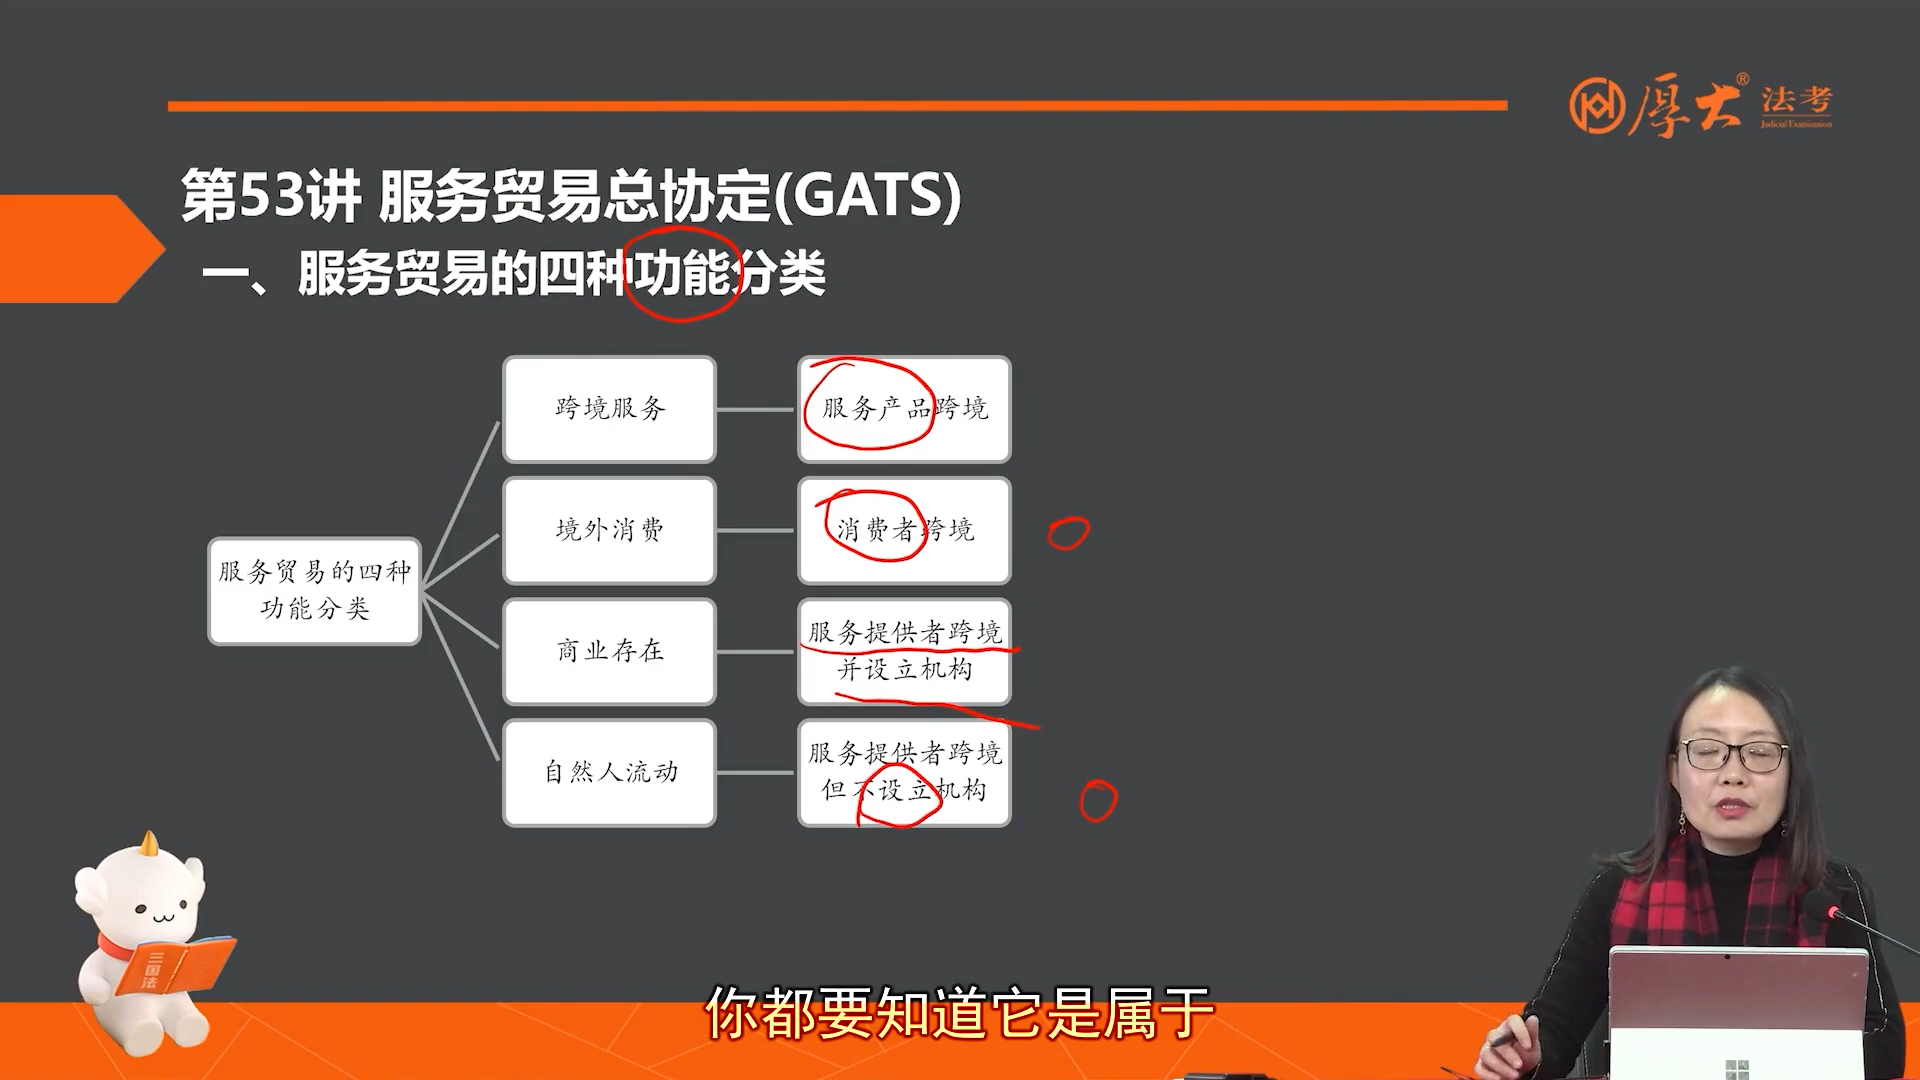 厚大®法考
Judicial Examination
第53讲 服务贸易总协定(GATS)
一、服务贸易的四种功能分类
服务贸易的四种
功能分类
跨境服务
服务产品跨境
境外消费
消费者跨境
商业存在
服务提供者跨境
并设立机构
自然人流动
服务提供者跨境
但不设立机构
三国法
你都要知道它是属于